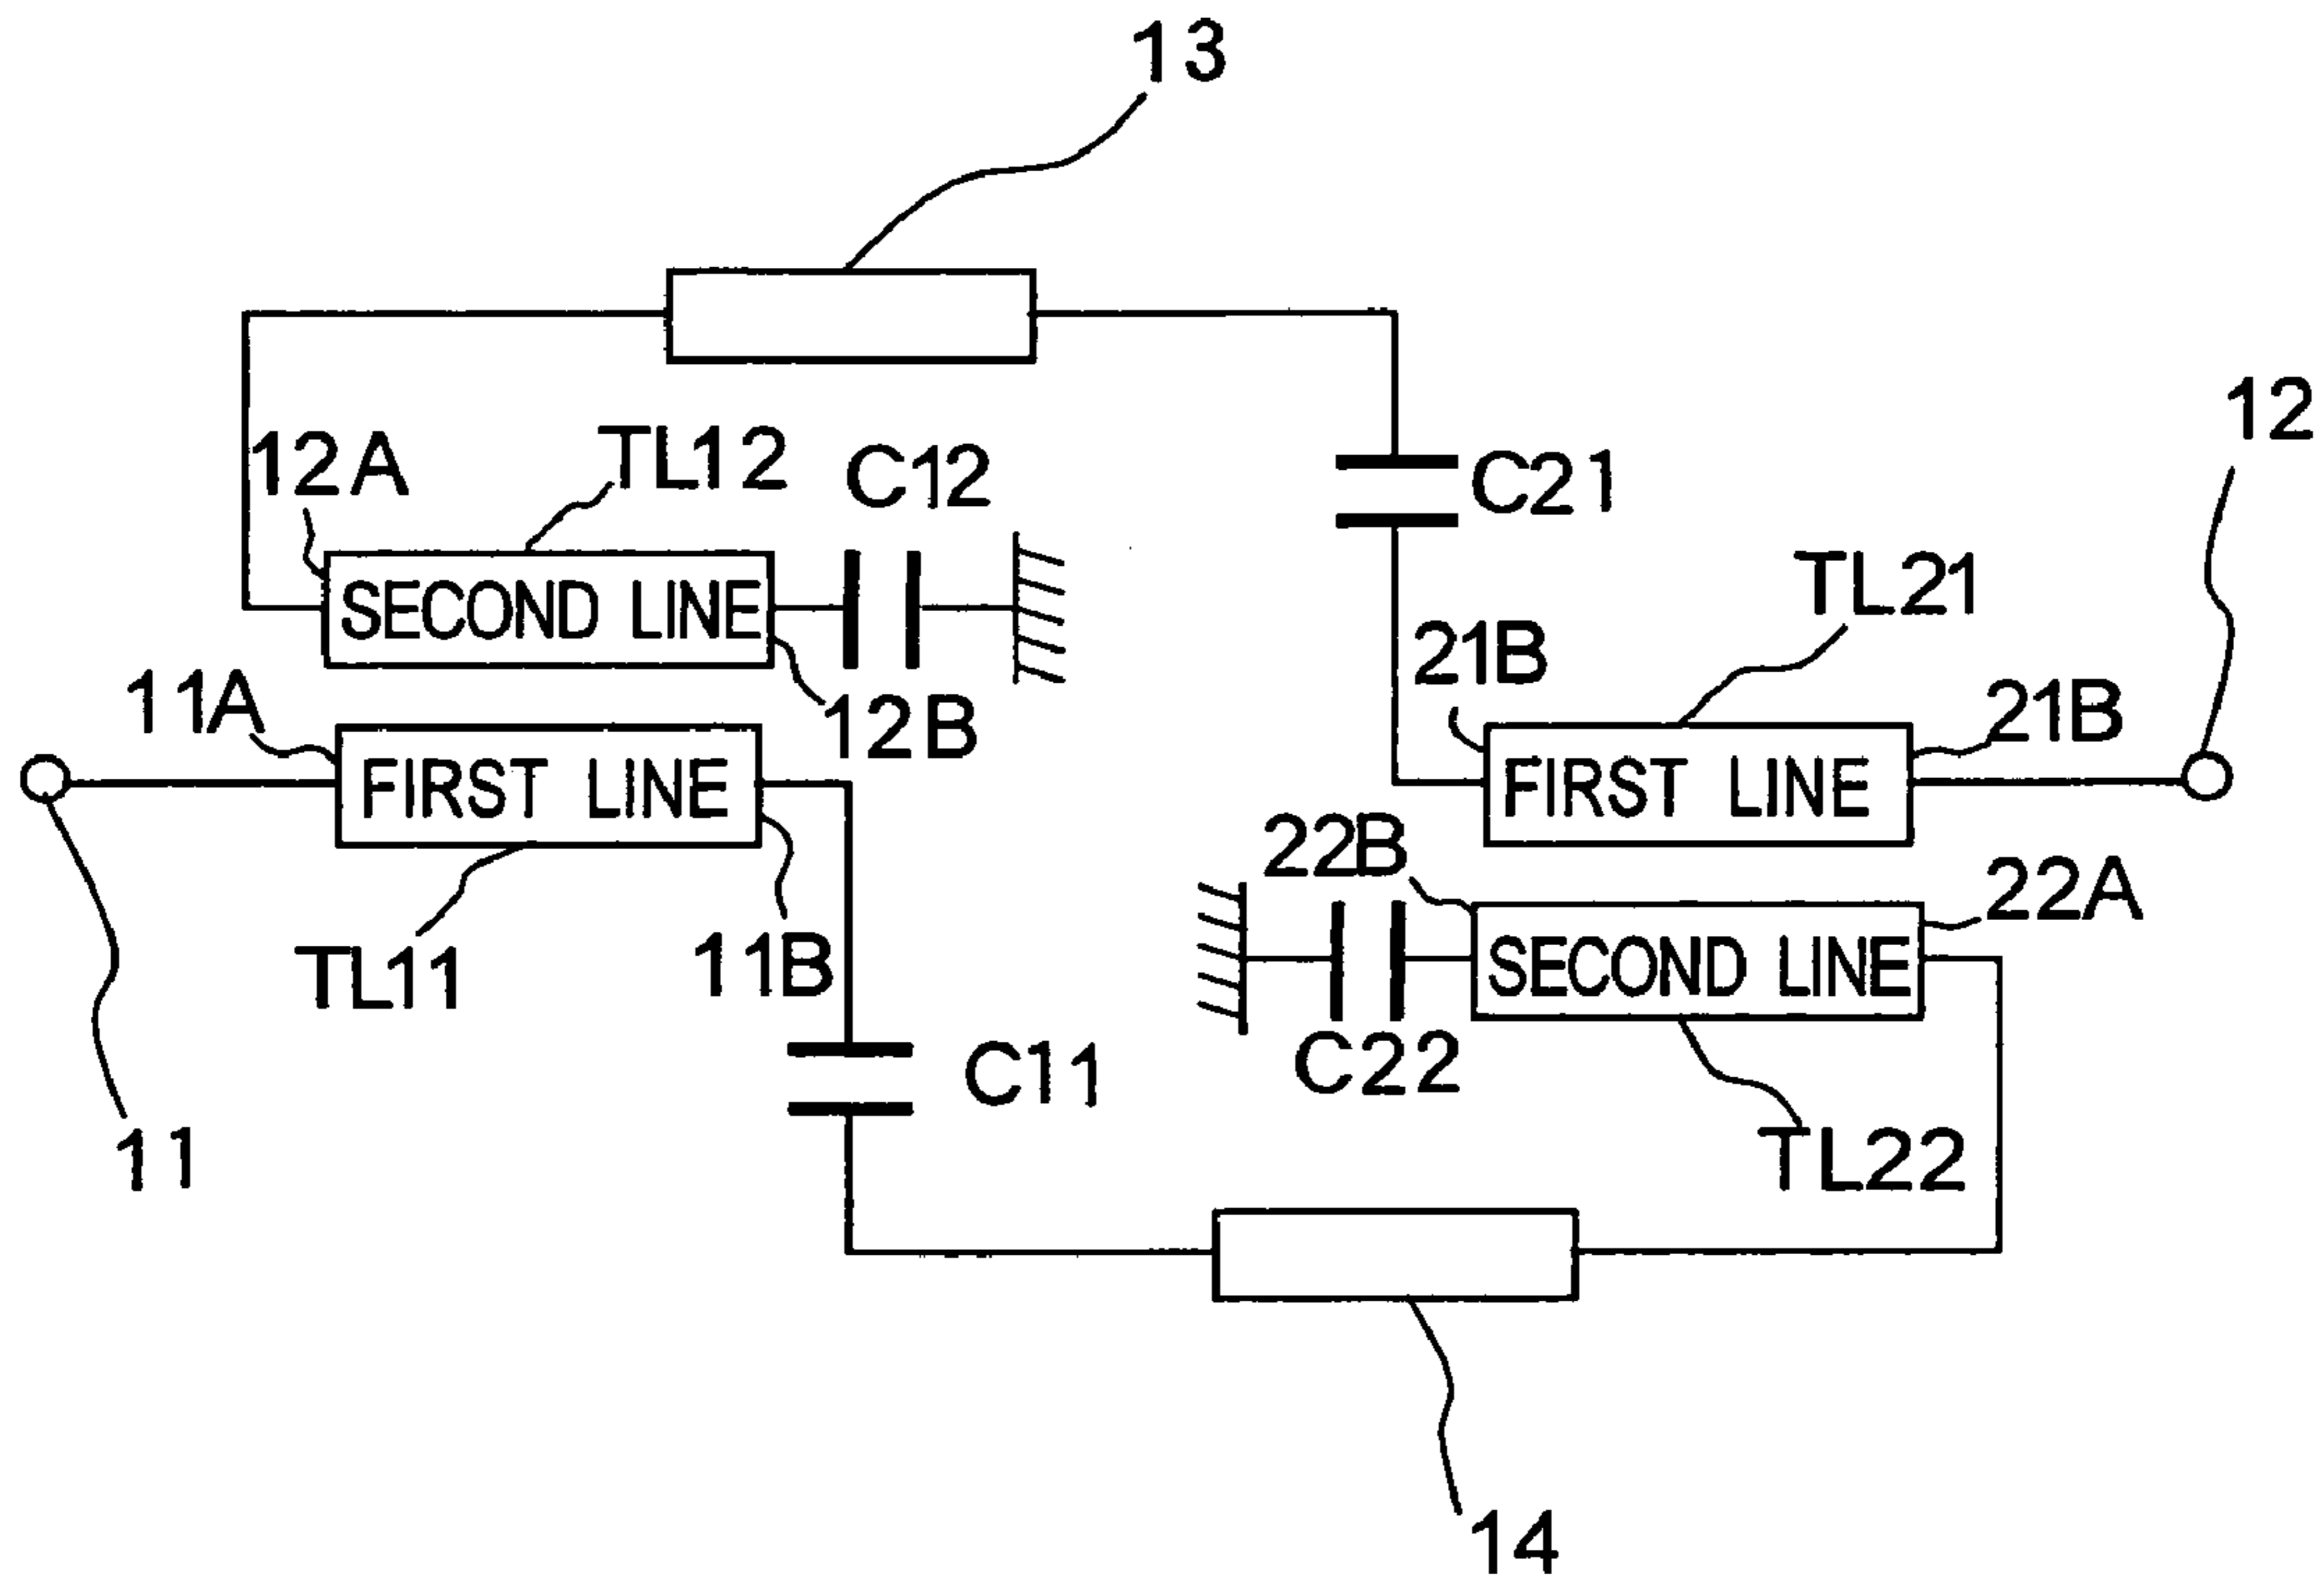 13
12
12A
TL12
C12
C21
TL21
SECOND LINE
21B
11A
12B
21B
FIRST LINE
FIRST LINE
22B
22A
TL11
11B
SECOND LINE
C11
C22
11
TL22
14